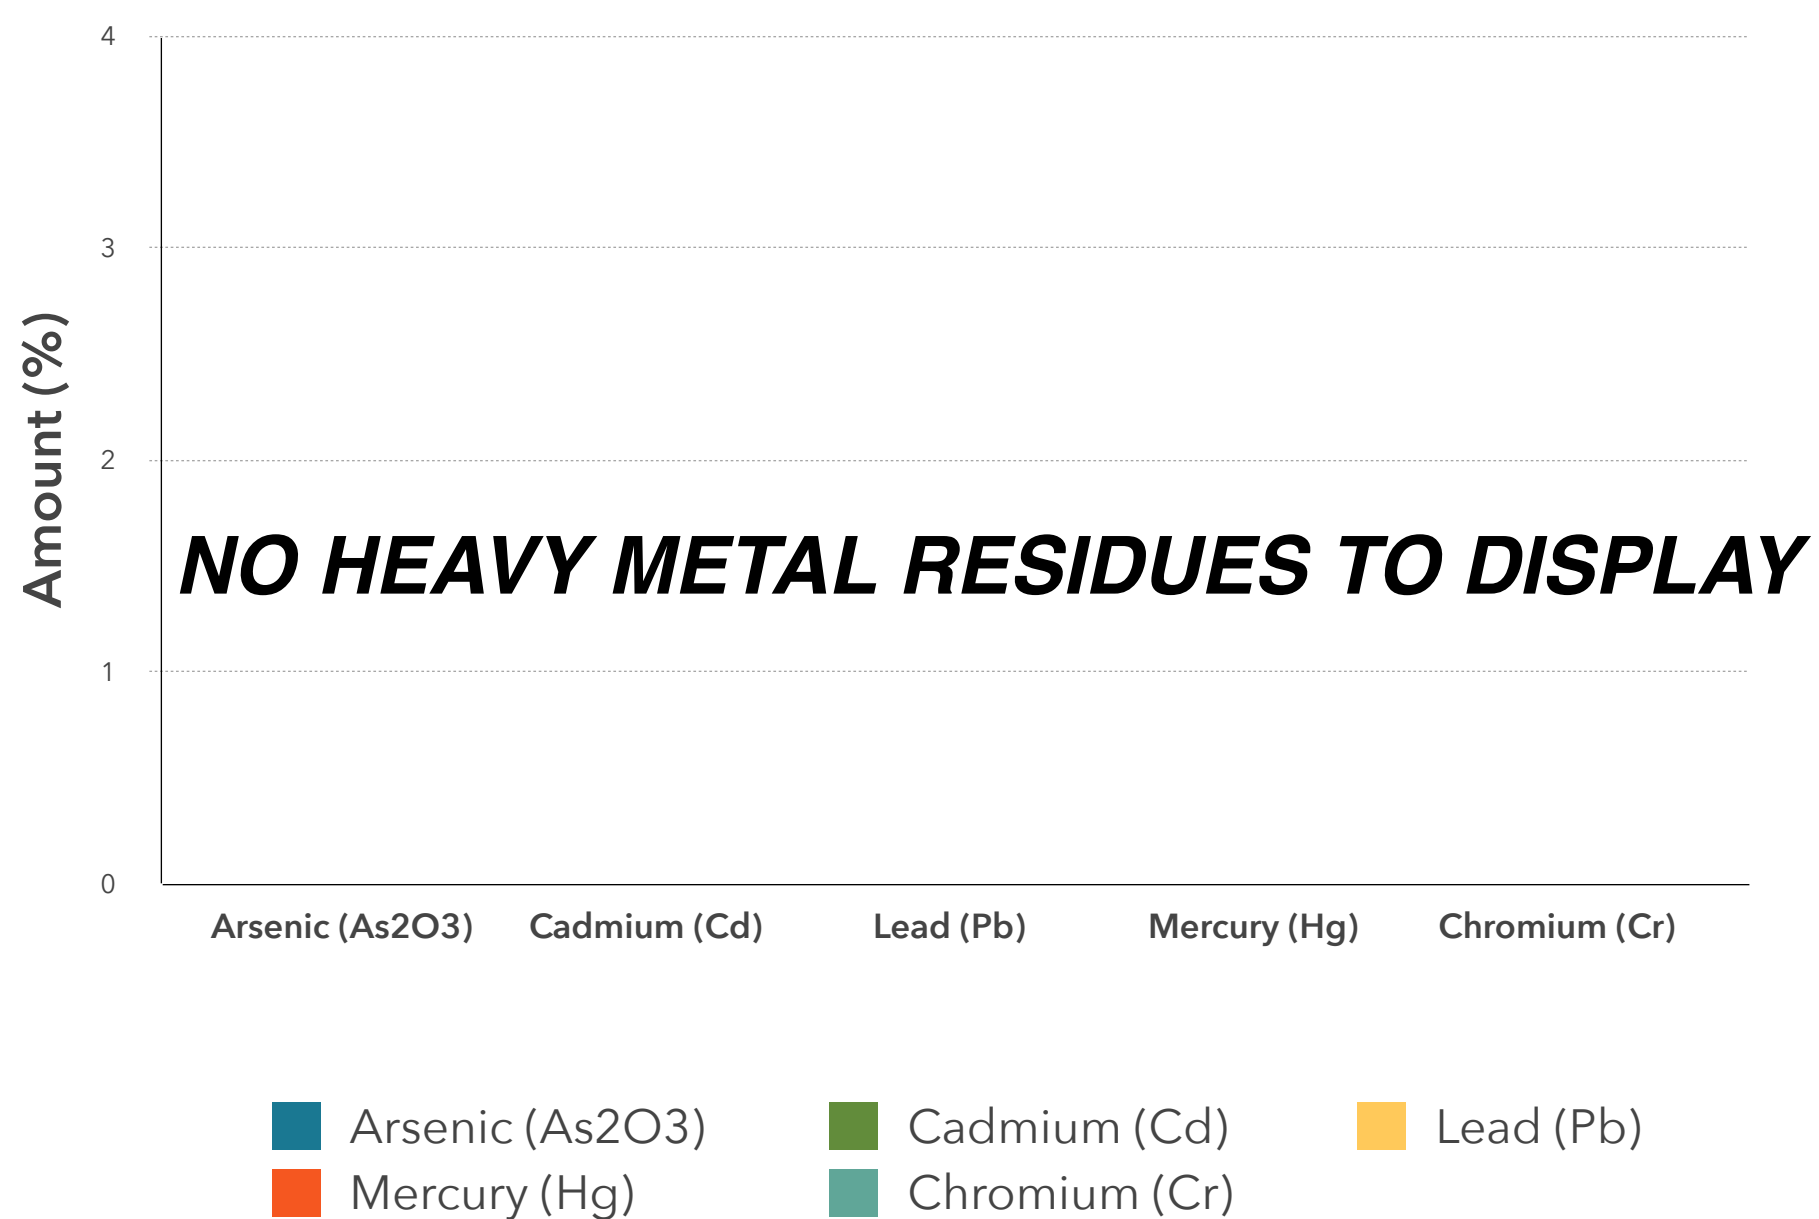 4
3
2
1
0
Amount (%)
NO HEAVY METAL RESIDUES TO DISPLAY
Arsenic (As2O3) Cadmium (Cd) Lead (Pb) Mercury (Hg) Chromium (Cr)
Arsenic (As2O3) Cadmium (Cd) Lead (Pb)
Mercury (Hg) Chromium (Cr)